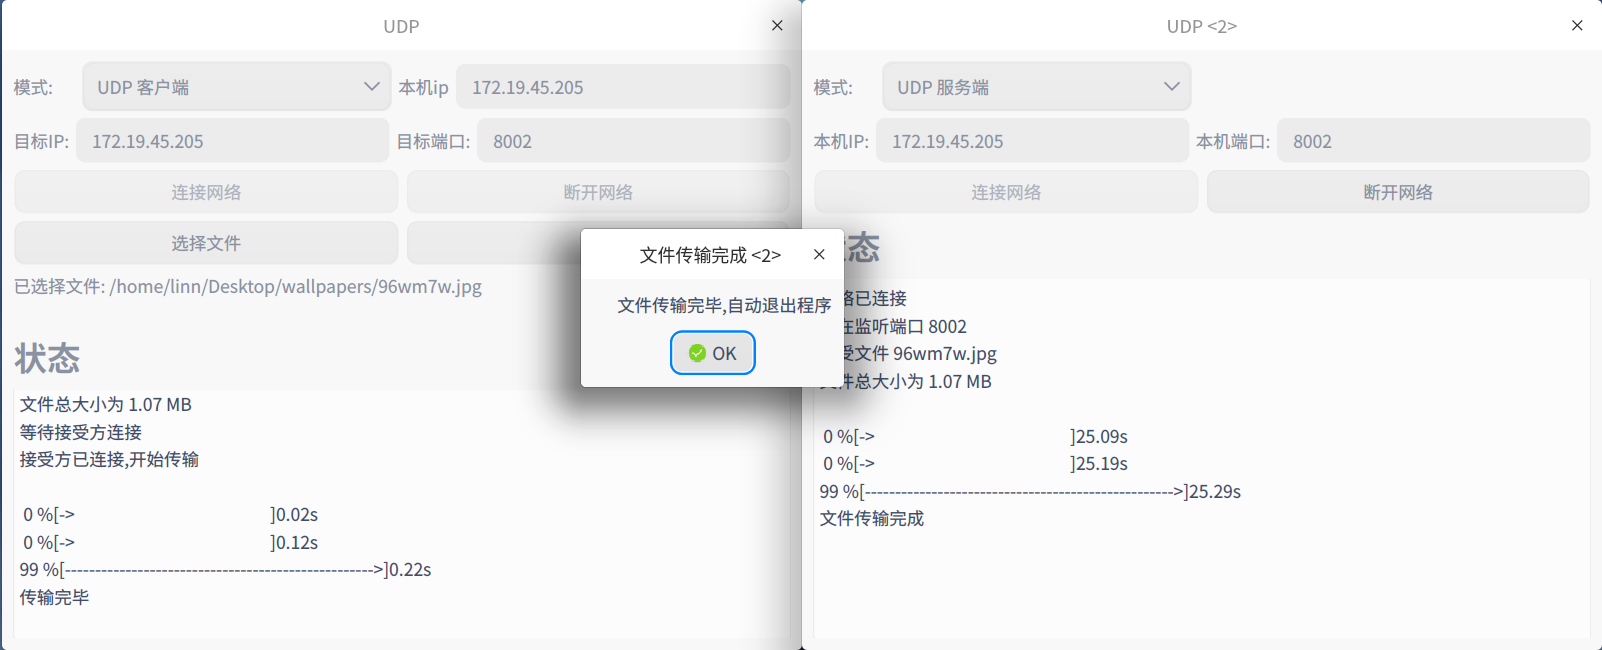 UDP
模式:
UDP 客户端
本机ip
172.19.45.205
目标IP:
172.19.45.205
目标端口:
8002
连接网络
断开网络
选择文件
已选择文件: /home/linn/Desktop/wallpapers/96wm7w.jpg
状态
文件总大小为 1.07 MB
等待接受方连接
接受方已连接,开始传输
0 %[->                                        ]0.02s
0 %[->                                        ]0.12s
99 %[--------------------------------------------------->]0.22s
传输完毕
文件传输完成 <2>
文件传输完毕,自动退出程序
OK
UDP <2>
模式:
UDP 服务端
本机IP:
172.19.45.205
本机端口:
8002
连接网络
断开网络
态
已连接
在监听端口 8002
受文件 96wm7w.jpg
文件总大小为 1.07 MB
0 %[->                                        ]25.09s
0 %[->                                        ]25.19s
99 %[--------------------------------------------------->]25.29s
文件传输完成